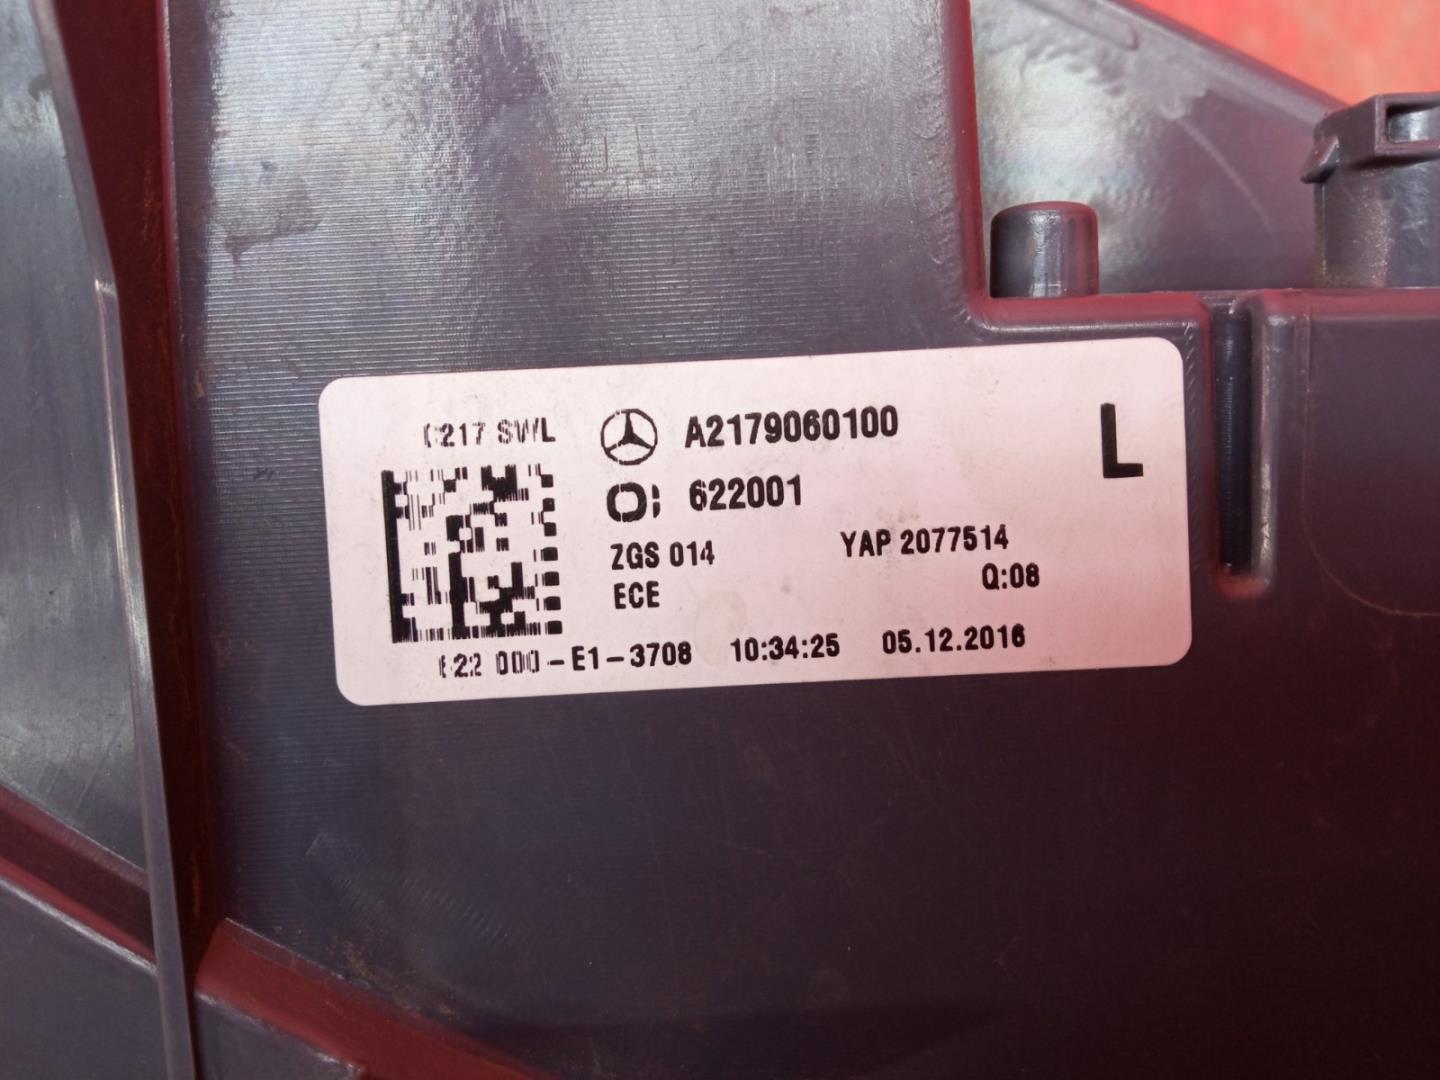 C217 SWL
A2179060100
L
622001
ZGS 014
YAP 2077514
ECE
Q:08
622 000-E1-3708 10:34:25 05.12.2016